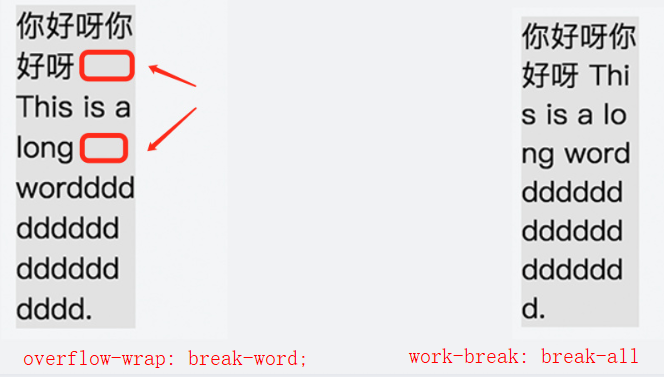 你好呀你
好呀
This is a
long
wordddd
dddddd
dddddd
dddd.
overflow-wrap: break-word;
你好呀你
好呀 Thi
s is a lo
ng word
dddddd
dddddd
dddddd
d.
work-break: break-all